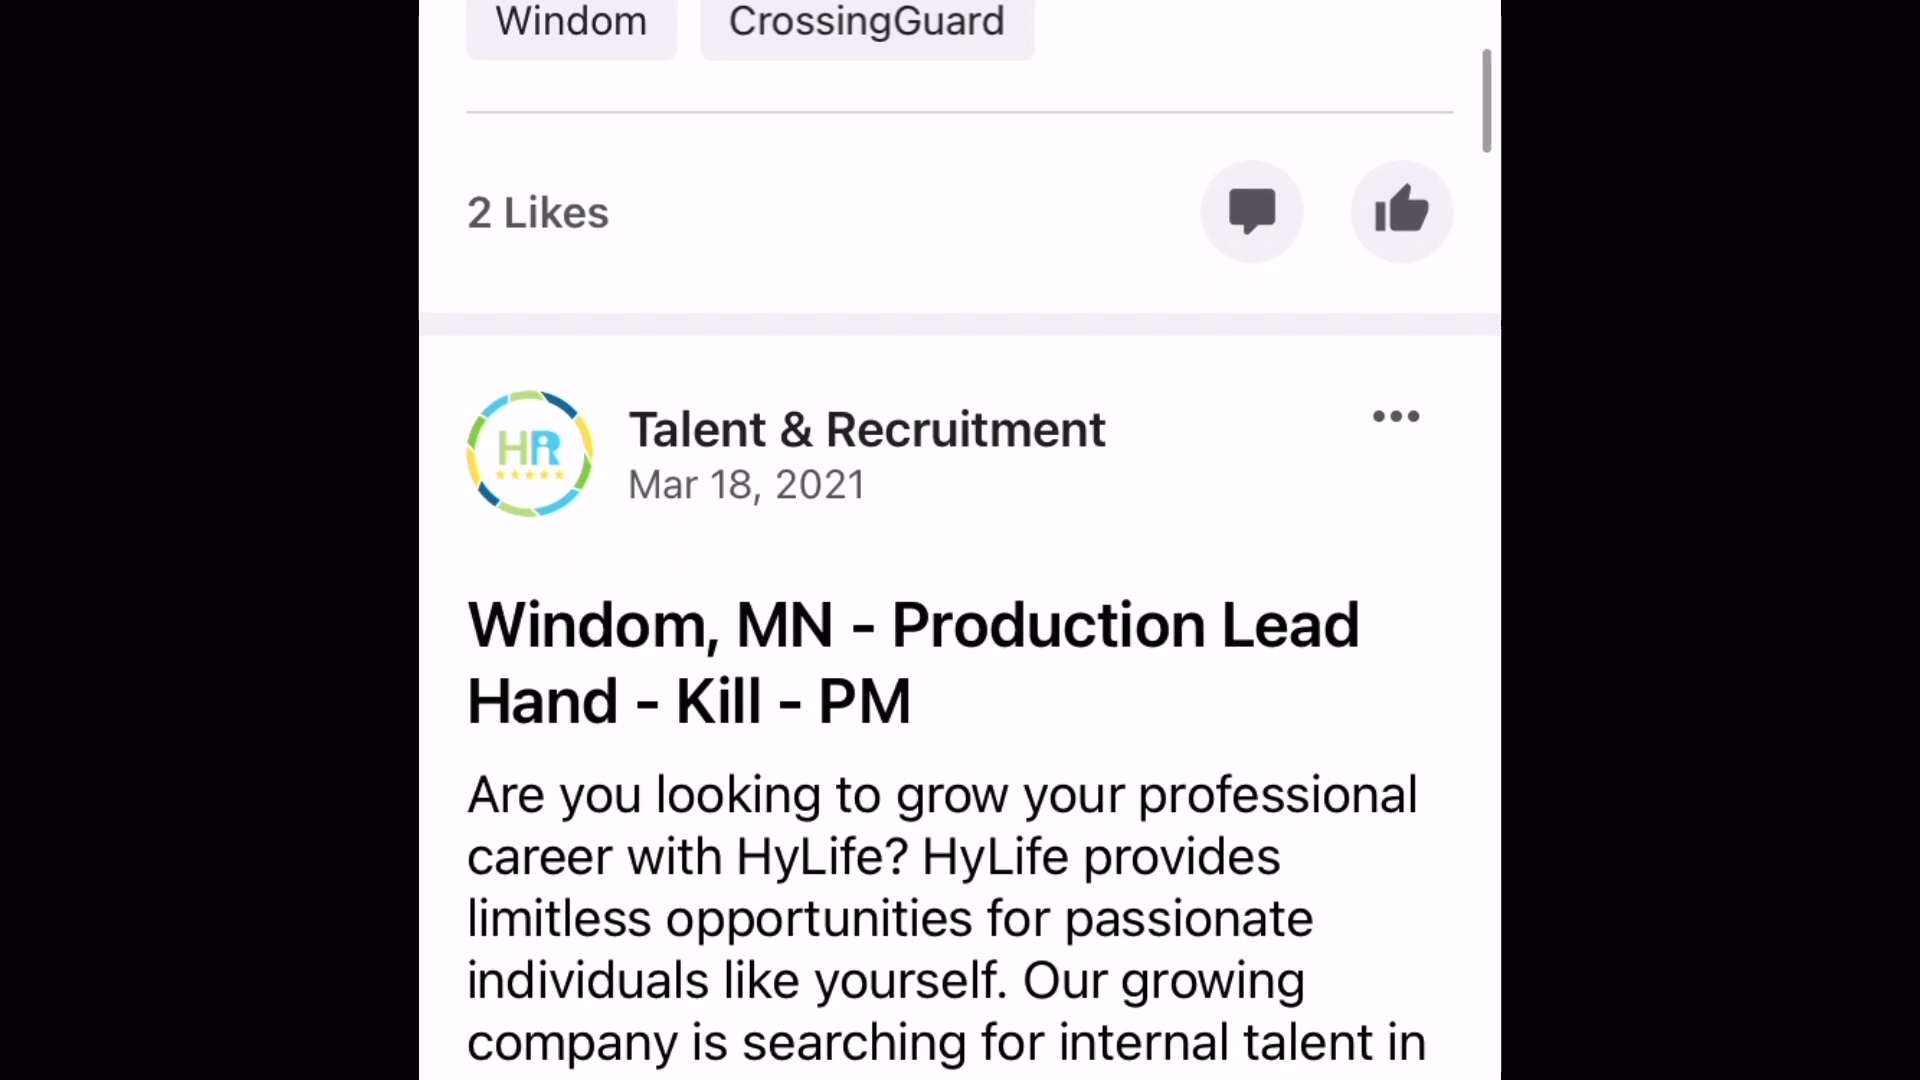 Windom CrossingGuard
2 Likes
HR
Talent & Recruitment
Mar 18, 2021
Windom, MN - Production Lead
Hand - Kill - PM
Are you looking to grow your professional
career with HyLife? HyLife provides
limitless opportunities for passionate
individuals like yourself. Our growing
company is searching for internal talent in